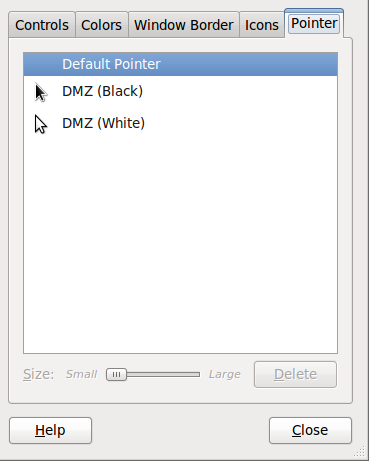 Controls Colors Window Border Icons Pointer
Default Pointer
DMZ (Black)
DMZ (White)
Size: Small Large Delete
Help Close